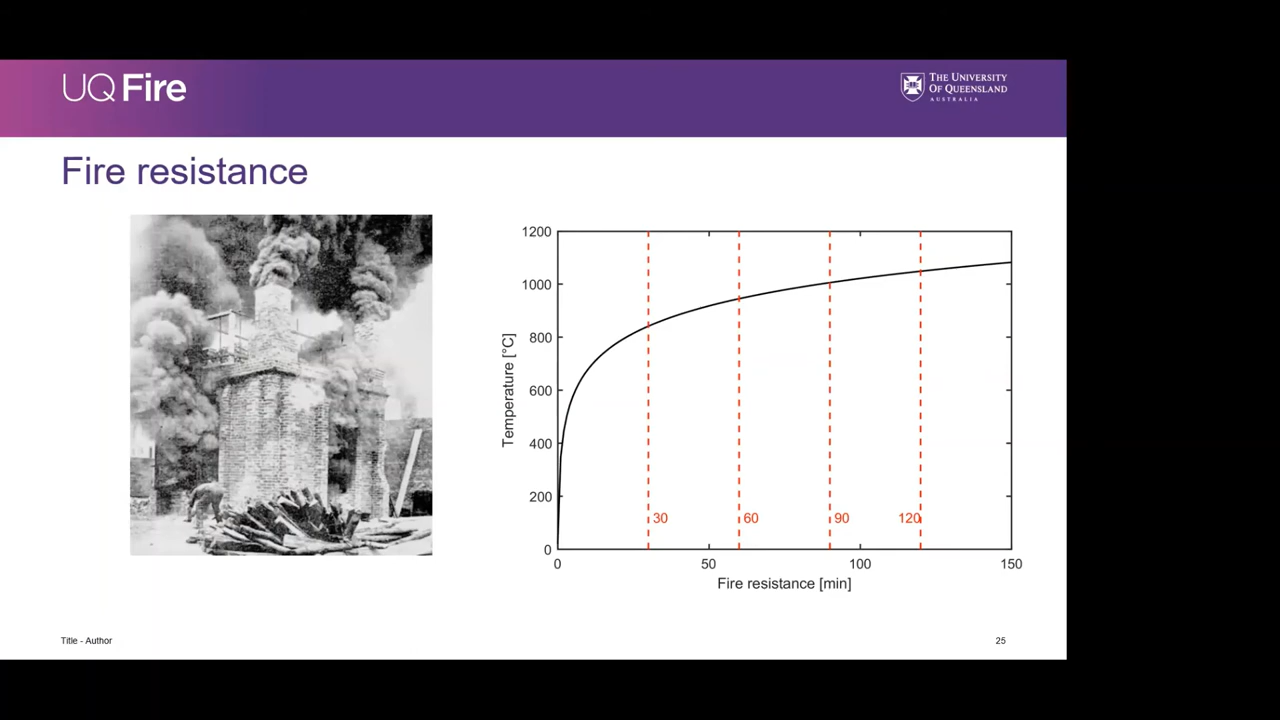 UQ Fire
THE UNIVERSITY
OF QUEENSLAND
AUSTRALIA
Fire resistance
1200
1000
800
600
400
200
0
Temperature [°C]
30
60
90
120
0
50
100
150
Fire resistance [min]
Title - Author
25